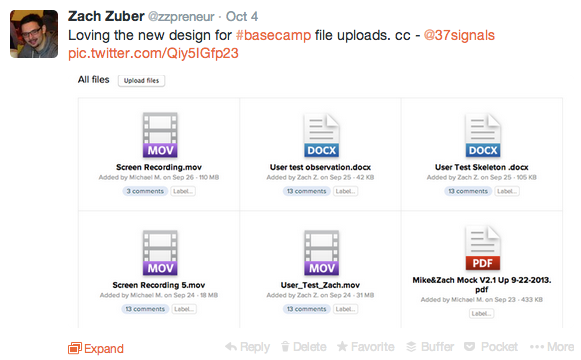 Zach Zuber @zzpreneur · Oct 4
Loving the new design for #basecamp file uploads. cc - @37signals
pic.twitter.com/Qiy5IGfp23
All files Upload files
MOV DOCX DOCX
Screen Recording.mov User test observation.docx User Test Skeleton .docx
Added by Michael M. on Sep 26 · 110 MB Added by Zach Z. on Sep 25 · 42 KB Added by Zach Z. on Sep 25 · 105 KB
3 comments Label... 13 comments Label... 13 comments Label...
MOV MOV PDF
Screen Recording 5.mov User_Test_Zach.mov Mike&Zach Mock V2.1 Up 9-22-2013.
pdf
Added by Michael M. on Sep 24 · 18 MB Added by Zach Z. on Sep 24 · 31 MB Added by Michael M. on Sep 23 · 433 KB
13 comments Label... 13 comments Label... Label...
Expand Reply Delete Favorite Buffer Pocket More